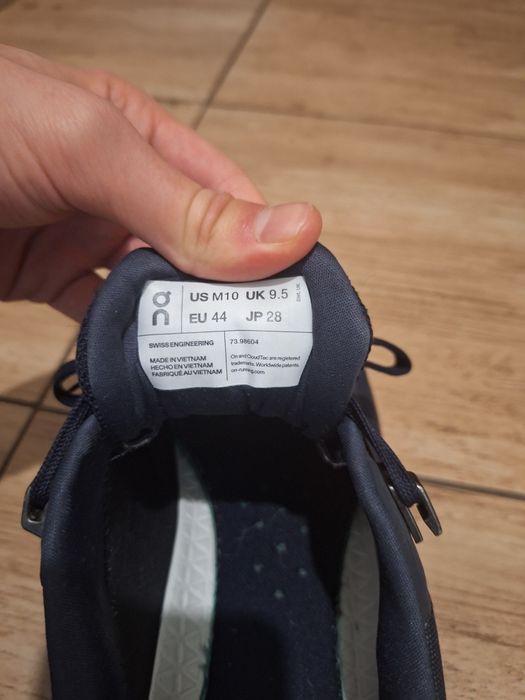 on
US M10 UK 9.5
EU 44 JP 28
SWISS ENGINEERING
73.98604
MADE IN VIETNAM
HECHO EN VIETNAM
FABRIQUÉ AU VIETNAM
On and CloudTec are registered
trademarks. Worldwide patents.
on-running.com